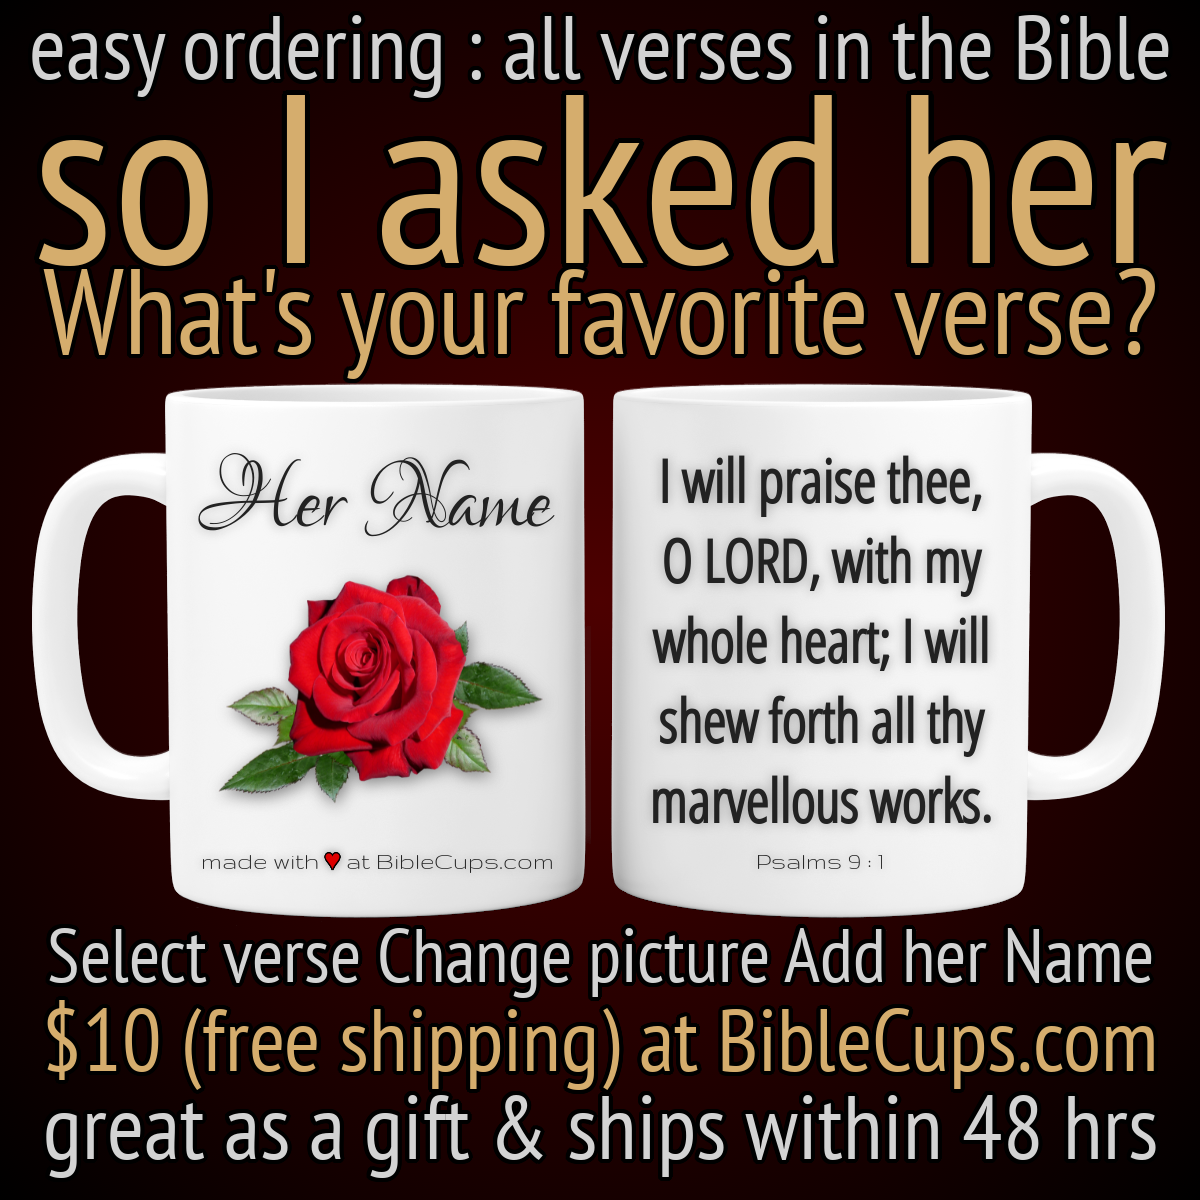 easy ordering : all verses in the Bible
so I asked her
What's your favorite verse?
Her Name
made with ♥ at BibleCups.com
I will praise thee,
O LORD, with my
whole heart; I will
shew forth all thy
marvellous works.
Psalms 9 : 1
Select verse Change picture Add her Name
$10 (free shipping) at BibleCups.com
great as a gift & ships within 48 hrs